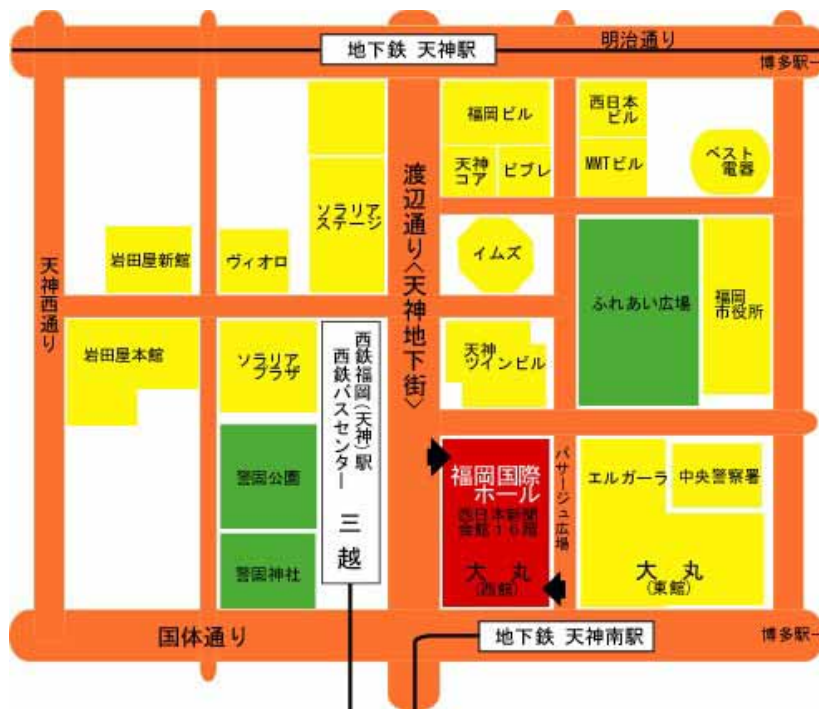 地下鉄 天神駅
明治通り
博多駅→
福岡ビル
西日本
ビル
天神
コア
ビブレ
MMTビル
ベスト
電器
ソラリア
ステージ
渡辺通り〈天神地下街〉
岩田屋新館
ヴィオロ
イムズ
ふれあい広場
福岡
市役所
天神西通り
岩田屋本館
ソラリア
プラザ
西鉄福岡(天神)駅
西鉄バスセンター
三越
天神
ツインビル
警固公園
福岡国際
ホール
西日本新聞
会館16階
大丸
(西館)
パサージュ広場
エルガーラ
中央警察署
大丸
(東館)
警固神社
国体通り
地下鉄 天神南駅
博多駅→